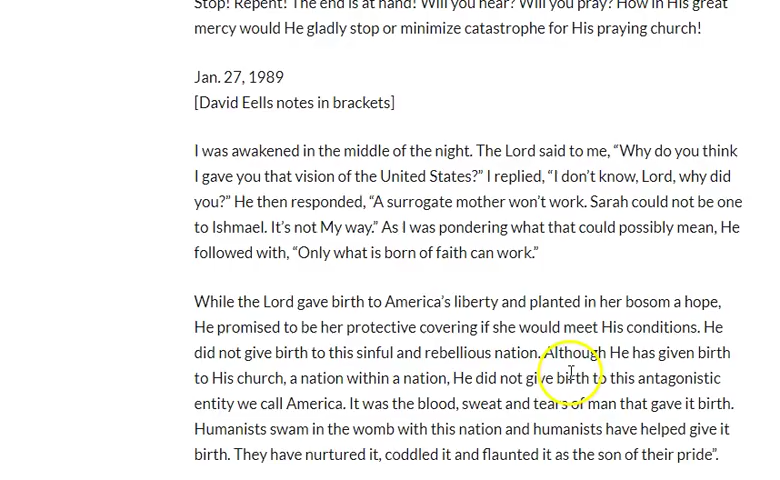 Stop! Repent! The end is at hand! Will you hear? Will you pray? How in His great
mercy would He gladly stop or minimize catastrophe for His praying church!
Jan. 27, 1989
[David Eells notes in brackets]
I was awakened in the middle of the night. The Lord said to me, “Why do you think
I gave you that vision of the United States?” I replied, “I don’t know, Lord, why did
you?” He then responded, “A surrogate mother won’t work. Sarah could not be one
to Ishmael. It’s not My way.” As I was pondering what that could possibly mean, He
followed with, “Only what is born of faith can work.”
While the Lord gave birth to America’s liberty and planted in her bosom a hope,
He promised to be her protective covering if she would meet His conditions. He
did not give birth to this sinful and rebellious nation. Although He has given birth
to His church, a nation within a nation, He did not give birth to this antagonistic
entity we call America. It was the blood, sweat and tears of man that gave it birth.
Humanists swam in the womb with this nation and humanists have helped give it
birth. They have nurtured it, coddled it and flaunted it as the son of their pride”.